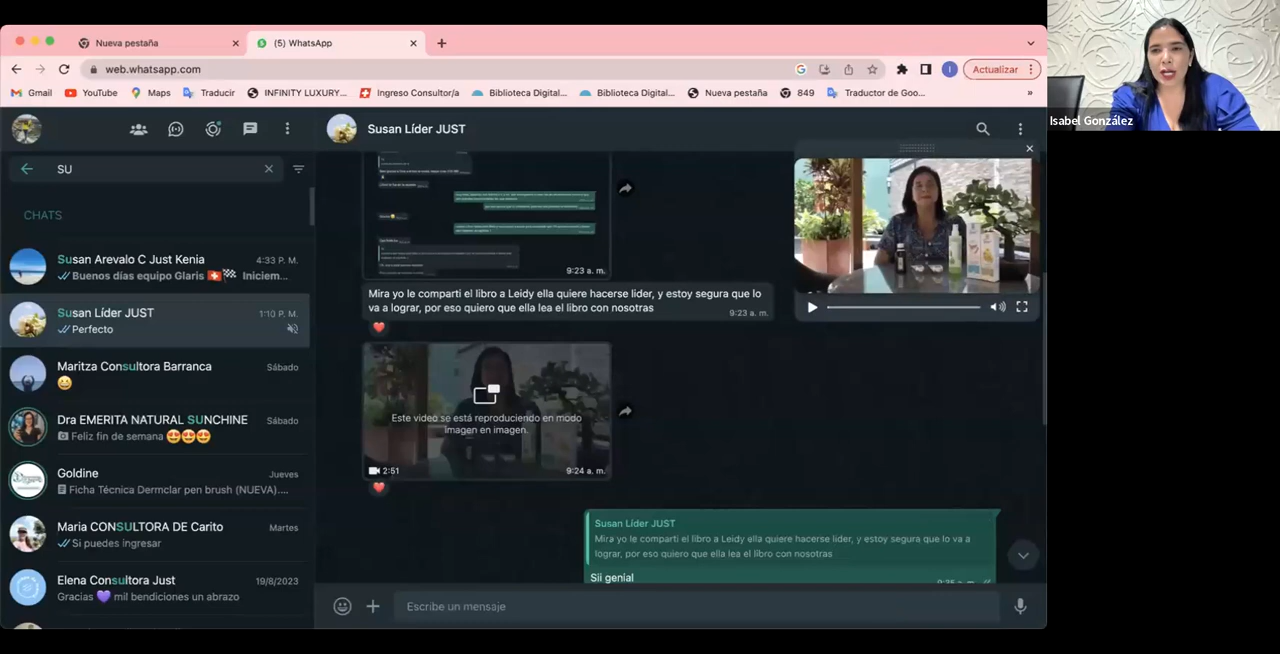 Nueva pestaña
(5) WhatsApp
web.whatsapp.com
Actualizar
Gmail
YouTube
Maps
Traducir
INFINITY LUXURY...
Ingreso Consultor/a
Biblioteca Digital...
Biblioteca Digital...
Nueva pestaña
849
Traductor de Goo...
»
Isabel González
Susan Líder JUST
SU
CHATS
Susan Arevalo C Just Kenia
4:33 P. M.
Buenos días equipo Glaris 🇨🇭🏁 Iniciem...
Susan Líder JUST
1:10 P. M.
Perfecto
Maritza Consultora Barranca
Sábado
😀
Dra EMERITA NATURAL SUNCHINE
Sábado
Feliz fin de semana 😍😍😍
Goldine
Jueves
Ficha Técnica Dermclar pen brush (NUEVA)....
Maria CONSULTORA DE Carito
Martes
Si puedes ingresar
Elena Consultora Just
19/8/2023
Gracias 💜 mil bendiciones un abrazo
9:23 a. m.
Mira yo le comparti el libro a Leidy ella quiere hacerse lider, y estoy segura que lo
va a lograr, por eso quiero que ella lea el libro con nosotras
9:23 a. m.
❤️
Este video se está reproduciendo en modo
imagen en imagen.
2:51
9:24 a. m.
❤️
Susan Líder JUST
Mira yo le comparti el libro a Leidy ella quiere hacerse lider, y estoy segura que lo va a
lograr, por eso quiero que ella lea el libro con nosotras
Sii genial
Escribe un mensaje